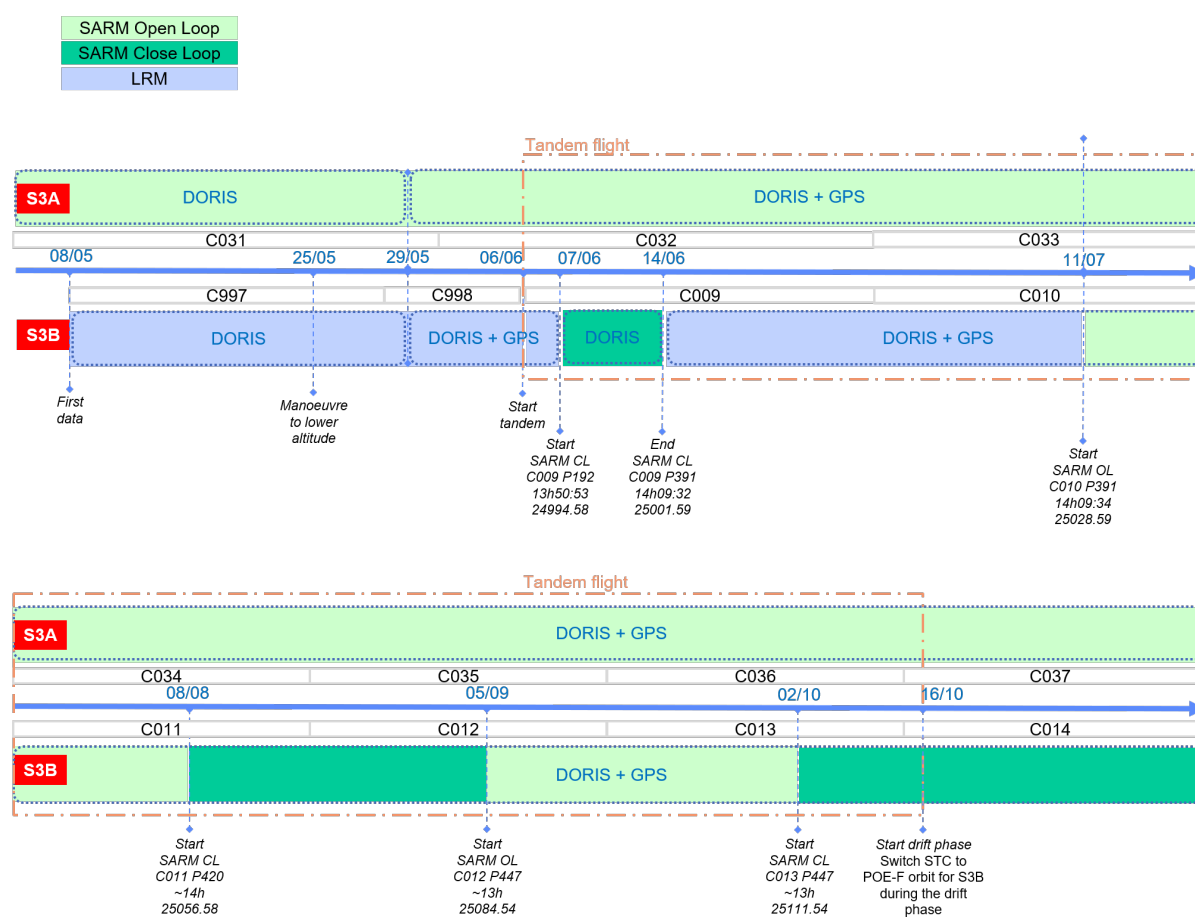 SARM Open Loop
SARM Close Loop
LRM
Tandem flight
S3A
DORIS
DORIS + GPS
C031
C032
C033
08/05
25/05
29/05
06/06
07/06
14/06
11/07
C997
C998
C009
C010
S3B
DORIS
DORIS + GPS
DORIS
DORIS + GPS
First
data
Manoeuvre
to lower
altitude
Start
tandem
Start
SARM CL
C009 P192
13h50:53
24994.58
End
SARM CL
C009 P391
14h09:32
25001.59
Start
SARM OL
C010 P391
14h09:34
25028.59
Tandem flight
S3A
DORIS + GPS
C034
C035
C036
C037
08/08
05/09
02/10
16/10
C011
C012
C013
C014
S3B
DORIS + GPS
Start
SARM CL
C011 P420
~14h
25056.58
Start
SARM OL
C012 P447
~13h
25084.54
Start
SARM CL
C013 P447
~13h
25111.54
Start drift phase
Switch STC to
POE-F orbit for S3B
during the drift
phase